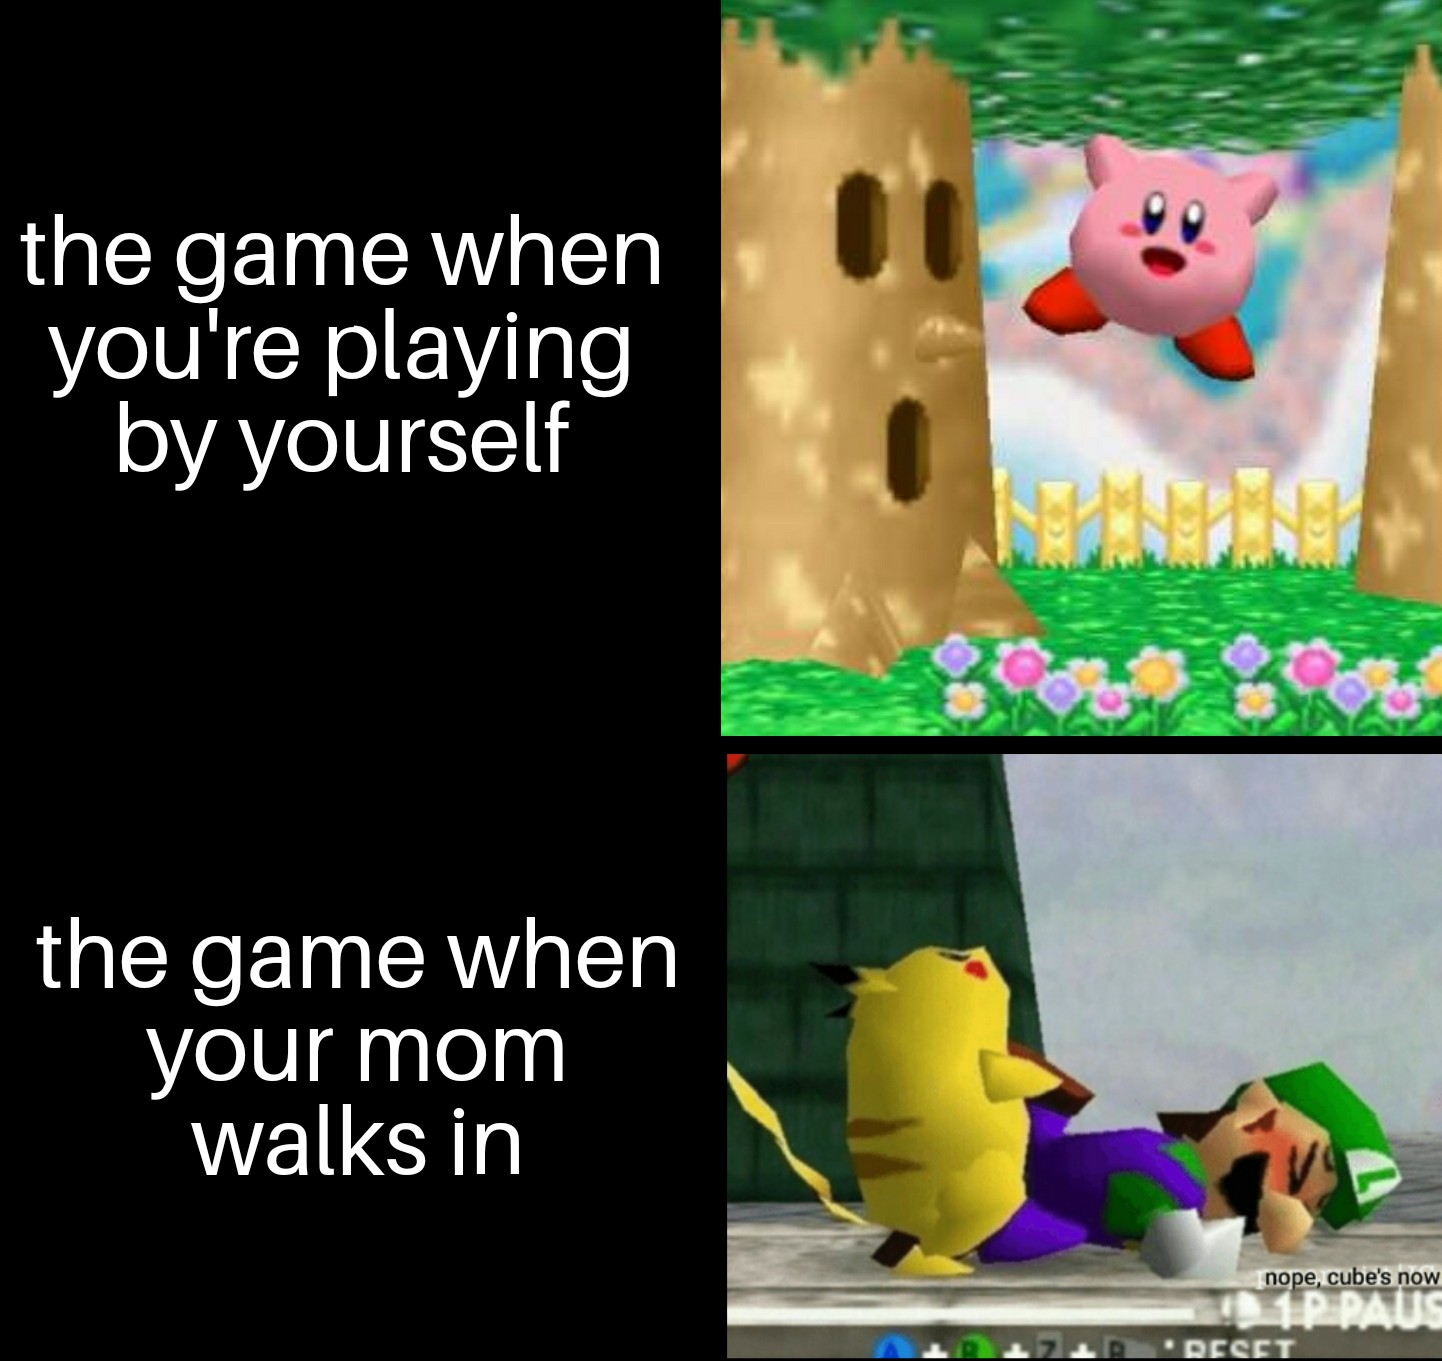 the game when
you're playing
by yourself
the game when
your mom
walks in
nope, cube's now
1P PAUS
A + B + Z + R : RESET
L